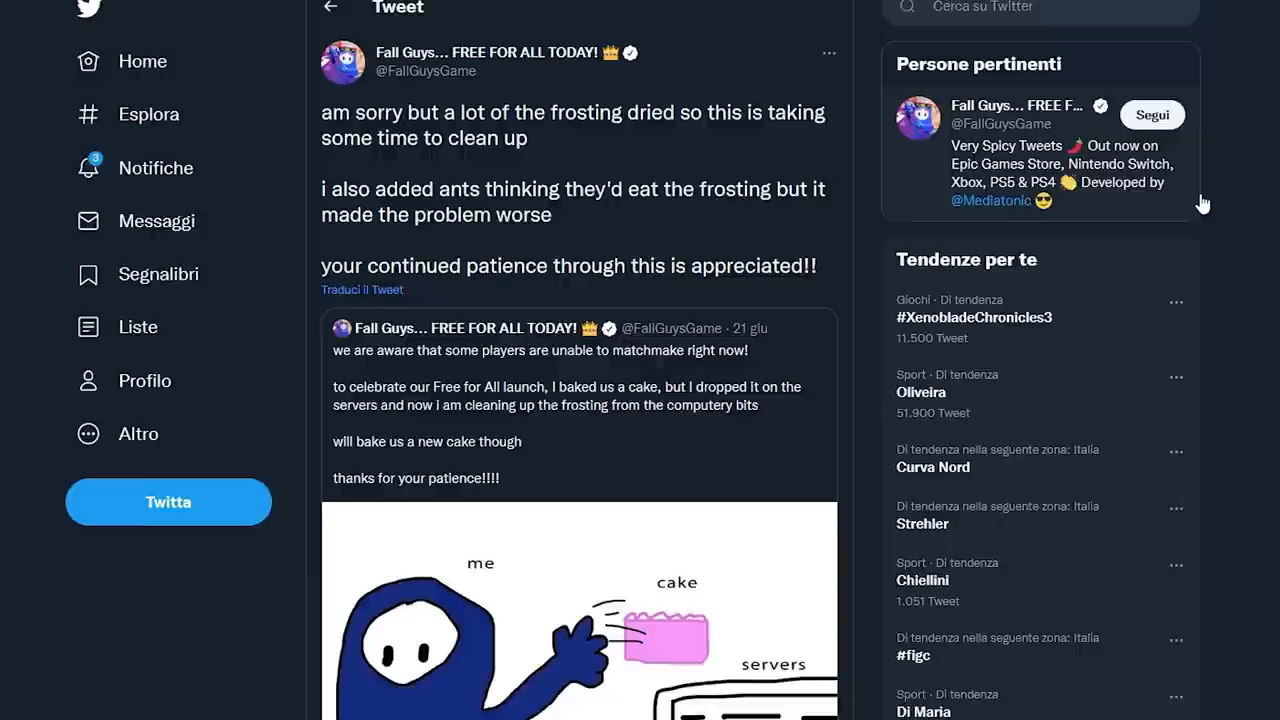 Tweet
Cerca su Twitter
Home
Esplora
3
Notifiche
Messaggi
Segnalibri
Liste
Profilo
Altro
Twitta
Fall Guys... FREE FOR ALL TODAY! 👑
@FallGuysGame
am sorry but a lot of the frosting dried so this is taking
some time to clean up
i also added ants thinking they'd eat the frosting but it
made the problem worse
your continued patience through this is appreciated!!
Traduci il Tweet
Fall Guys... FREE FOR ALL TODAY! 👑 @FallGuysGame · 21 giu
we are aware that some players are unable to matchmake right now!
to celebrate our Free for All launch, I baked us a cake, but I dropped it on the
servers and now i am cleaning up the frosting from the computery bits
will bake us a new cake though
thanks for your patience!!!!
me
cake
servers
Persone pertinenti
Fall Guys... FREE F...
@FallGuysGame
Segui
Very Spicy Tweets 🌶️ Out now on
Epic Games Store, Nintendo Switch,
Xbox, PS5 & PS4 👏 Developed by
@Mediatonic 😎
Tendenze per te
Giochi · Di tendenza
#XenobladeChronicles3
11.500 Tweet
Sport · Di tendenza
Oliveira
51.900 Tweet
Di tendenza nella seguente zona: Italia
Curva Nord
Di tendenza nella seguente zona: Italia
Strehler
Sport · Di tendenza
Chiellini
1.051 Tweet
Di tendenza nella seguente zona: Italia
#figc
Sport · Di tendenza
Di Maria